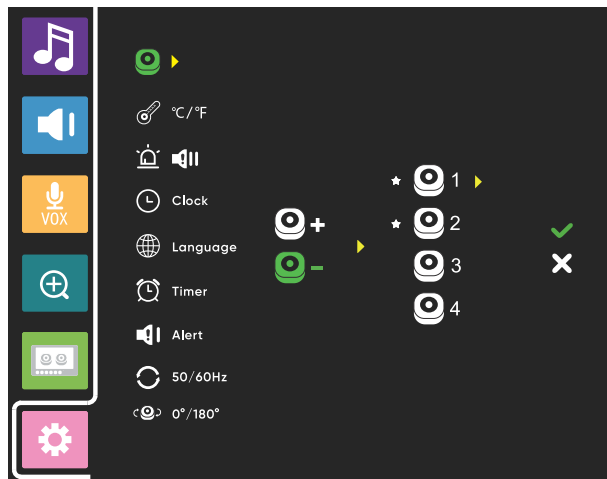 VOX
°C/°F
Clock
Language
Timer
Alert
50/60Hz
0°/180°
+
−
1
2
3
4